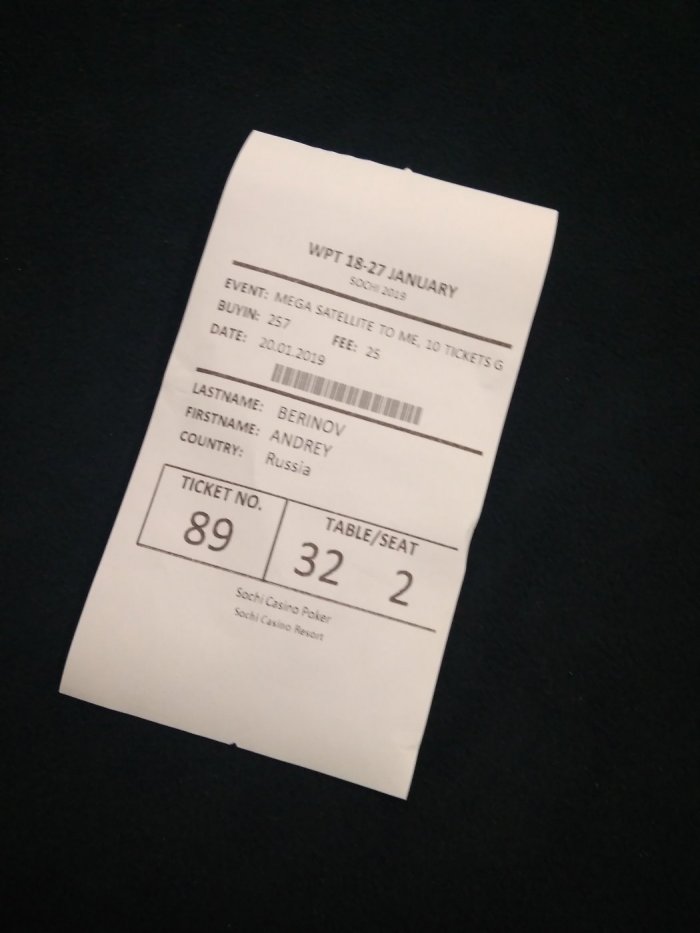 WPT 18-27 JANUARY
SOCHI 2019
EVENT: MEGA SATELLITE TO ME, 10 TICKETS G
BUYIN: 257 FEE: 25
DATE: 20.01.2019
LASTNAME: BERINOV
FIRSTNAME: ANDREY
COUNTRY: Russia
TICKET NO. TABLE/SEAT
89 32 2
Sochi Casino Poker
Sochi Casino Resort